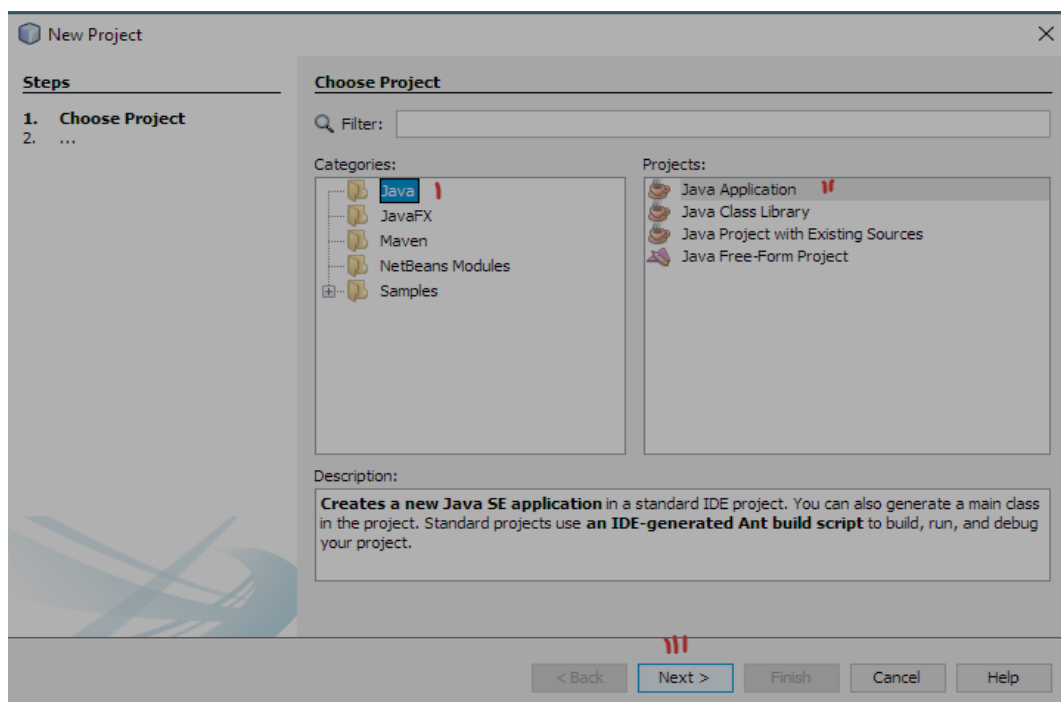 New Project
Steps
1. Choose Project
2. ...
Choose Project
Filter:
Categories:
Java I
JavaFX
Maven
NetBeans Modules
Samples
Projects:
Java Application II
Java Class Library
Java Project with Existing Sources
Java Free-Form Project
Description:
Creates a new Java SE application in a standard IDE project. You can also generate a main class
in the project. Standard projects use an IDE-generated Ant build script to build, run, and debug
your project.
III
< Back Next > Finish Cancel Help